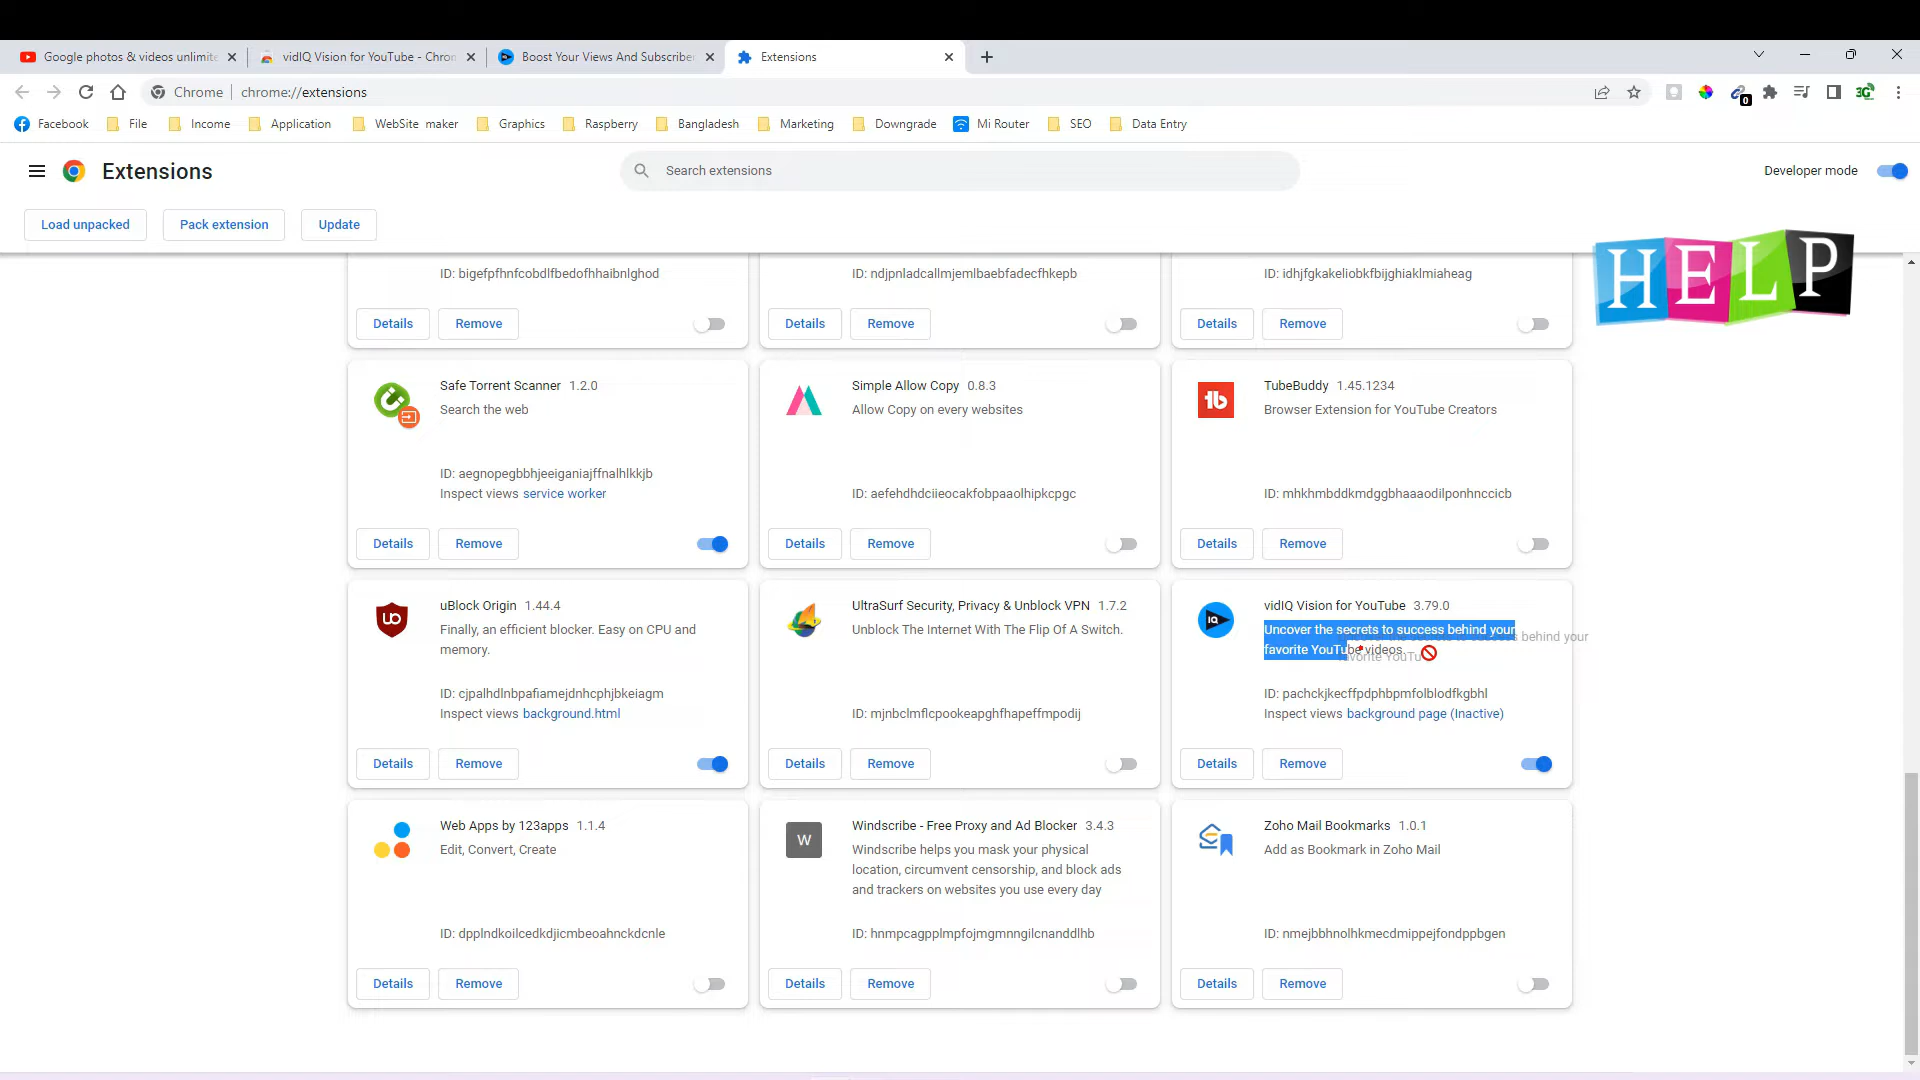 Google photos & videos unlimite
vidIQ Vision for YouTube - Chron
Boost Your Views And Subscriber
Extensions
Chrome
chrome://extensions
0
3G
Facebook
File
Income
Application
WebSite maker
Graphics
Raspberry
Bangladesh
Marketing
Downgrade
Mi Router
SEO
Data Entry
Extensions
Search extensions
Developer mode
Load unpacked
Pack extension
Update
HELP
ID: bigefpfhnfcobdlfbedofhhaibnlghod
Details
Remove
ID: ndjpnladcallmjemlbaebfadecfhkepb
Details
Remove
ID: idhjfgkakeliobkfbijghiaklmiaheag
Details
Remove
Safe Torrent Scanner 1.2.0
Search the web
ID: aegnopegbbhjeeiganiajffnalhlkkjb
Inspect views service worker
Details
Remove
Simple Allow Copy 0.8.3
Allow Copy on every websites
ID: aefehdhdciieocakfobpaaolhipkcpgc
Details
Remove
tb
TubeBuddy 1.45.1234
Browser Extension for YouTube Creators
ID: mhkhmbddkmdggbhaaaodilponhnccicb
Details
Remove
uO
uBlock Origin 1.44.4
Finally, an efficient blocker. Easy on CPU and
memory.
ID: cjpalhdlnbpafiamejdnhcphjbkeiagm
Inspect views background.html
Details
Remove
UltraSurf Security, Privacy & Unblock VPN 1.7.2
Unblock The Internet With The Flip Of A Switch.
ID: mjnbclmflcpookeapghfhapeffmpodij
Details
Remove
IQ
vidIQ Vision for YouTube 3.79.0
Uncover the secrets to success behind your
favorite YouTube videos.
ID: pachckjkecffpdphbpmfolblodfkgbhl
Inspect views background page (Inactive)
Details
Remove
Web Apps by 123apps 1.1.4
Edit, Convert, Create
ID: dpplndkoilcedkdjicmbeoahnckdcnle
Details
Remove
W
Windscribe - Free Proxy and Ad Blocker 3.4.3
Windscribe helps you mask your physical
location, circumvent censorship, and block ads
and trackers on websites you use every day
ID: hnmpcagpplmpfojmgmnngilcnanddlhb
Details
Remove
Zoho Mail Bookmarks 1.0.1
Add as Bookmark in Zoho Mail
ID: nmejbbhnolhkmecdmippejfondppbgen
Details
Remove